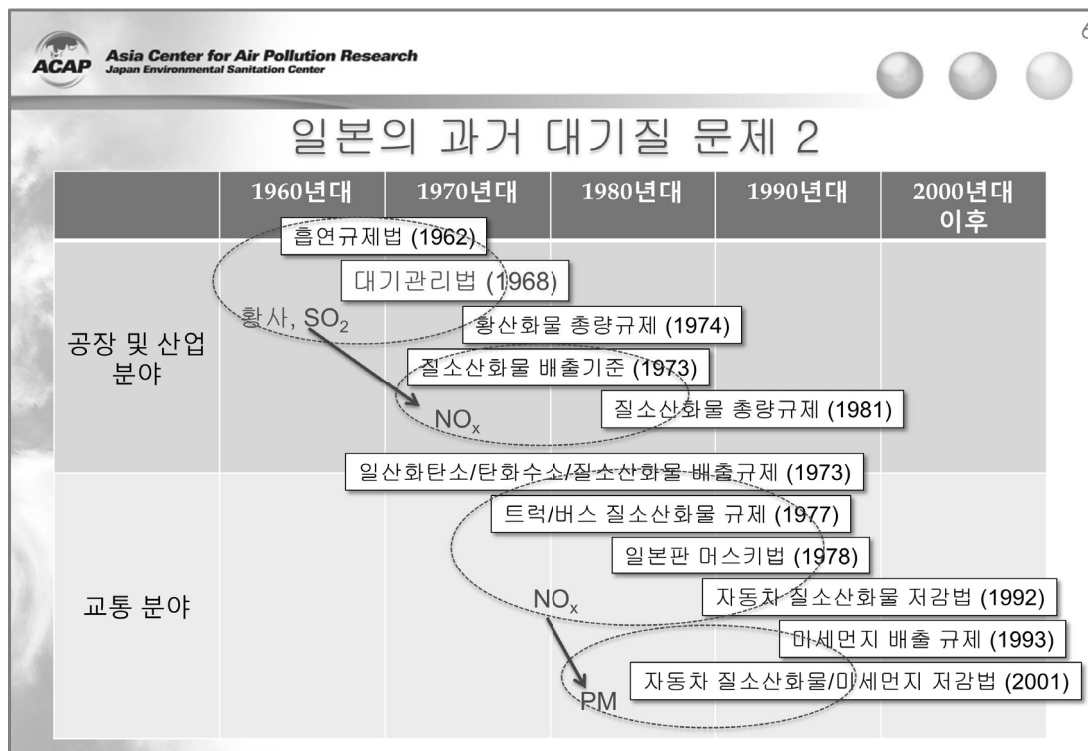 6
ACAP
Asia Center for Air Pollution Research
Japan Environmental Sanitation Center
일본의 과거 대기질 문제 2
1960년대
1970년대
1980년대
1990년대
2000년대
이후
공장 및 산업
분야
흡연규제법 (1962)
대기관리법 (1968)
황사, SO₂
황산화물 총량규제 (1974)
질소산화물 배출기준 (1973)
NOₓ
질소산화물 총량규제 (1981)
교통 분야
일산화탄소/탄화수소/질소산화물 배출규제 (1973)
트럭/버스 질소산화물 규제 (1977)
일본판 머스키법 (1978)
NOₓ
자동차 질소산화물 저감법 (1992)
미세먼지 배출 규제 (1993)
자동차 질소산화물/미세먼지 저감법 (2001)
PM